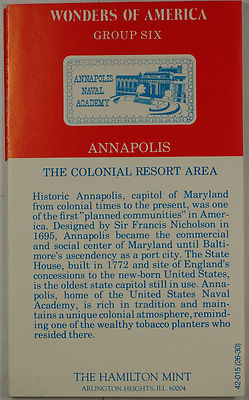 WONDERS OF AMERICA
GROUP SIX
ANNAPOLIS
NAVAL
ACADEMY
ANNAPOLIS
THE COLONIAL RESORT AREA
Historic Annapolis, capitol of Maryland
from colonial times to the present, was one
of the first "planned communities" in Amer-
ica. Designed by Sir Francis Nicholson in
1695, Annapolis became the commercial
and social center of Maryland until Balti-
more's ascendency as a port city. The State
House, built in 1772 and site of England's
concessions to the new-born United States,
is the oldest state capitol still in use. Anna-
polis, home of the United States Naval
Academy, is rich in tradition and main-
tains a unique colonial atmosphere, remind-
ing one of the wealthy tobacco planters who
resided there.
THE HAMILTON MINT
ARLINGTON HEIGHTS, ILL 60004
42-015 (26-30)